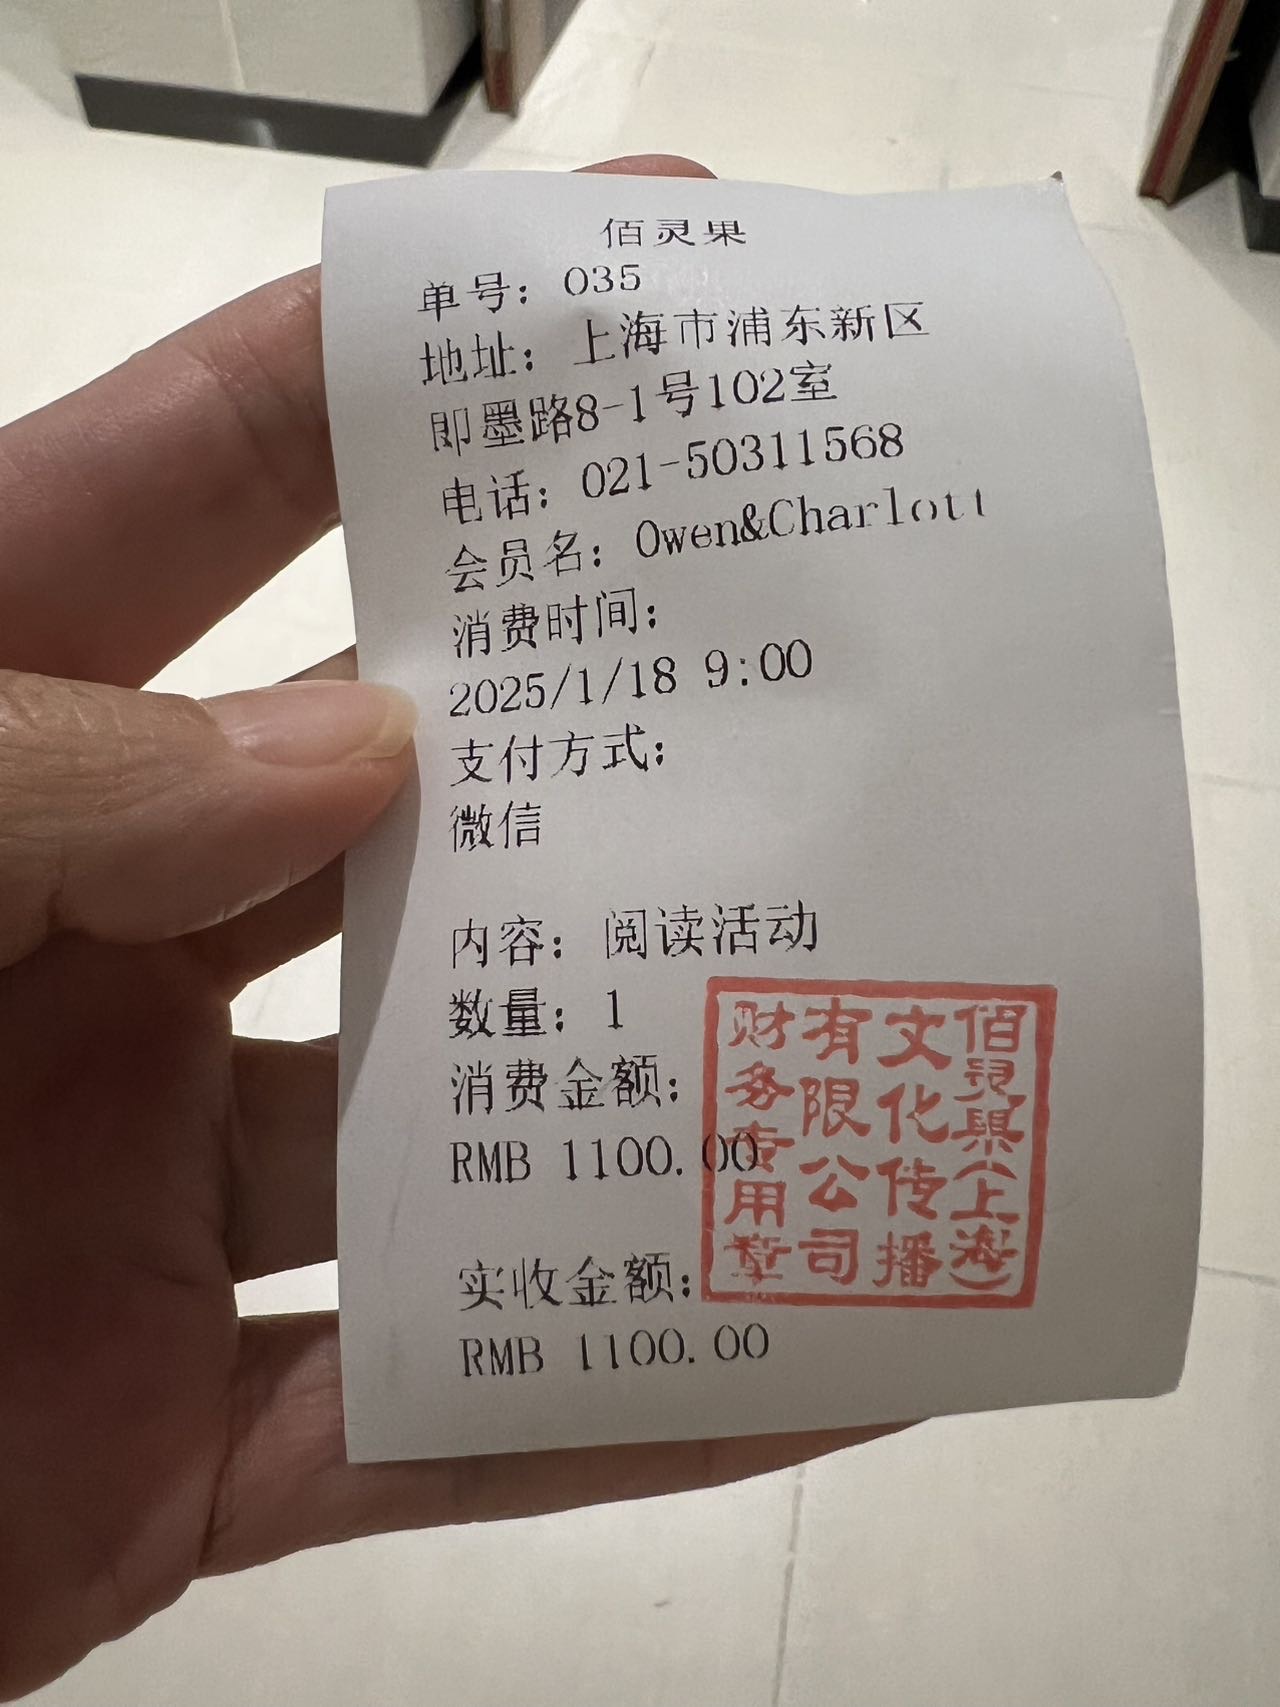 佰灵果
单号：035
地址：上海市浦东新区
即墨路8-1号102室
电话：021-50311568
会员名：Owen&Charlott
消费时间：
2025/1/18 9:00
支付方式：
微信
内容：阅读活动
数量：1
消费金额：
RMB 1100.00
实收金额：
RMB 1100.00
佰灵果(上海)
文化传播
有限公司
财务专用章